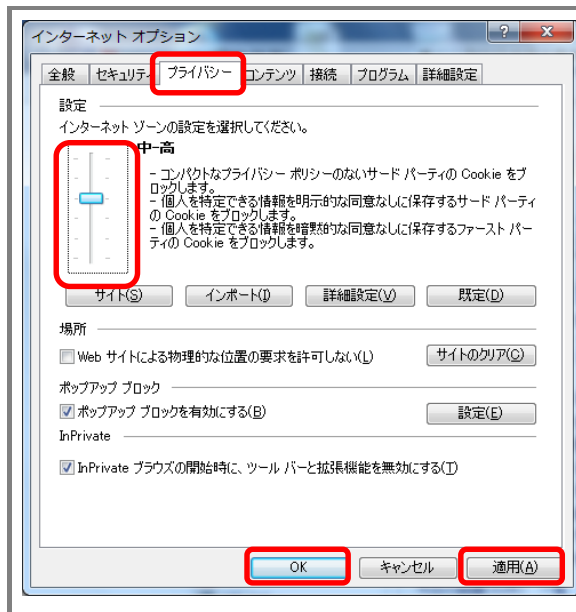 インターネット オプション
全般 セキュリティ プライバシー コンテンツ 接続 プログラム 詳細設定
設定
インターネット ゾーンの設定を選択してください。
中-高
- コンパクトなプライバシー ポリシーのないサード パーティの Cookie をブ
ロックします。
- 個人を特定できる情報を明示的な同意なしに保存するサード パーティ
の Cookie をブロックします。
- 個人を特定できる情報を暗黙的な同意なしに保存するファースト パー
ティの Cookie をブロックします。
サイト(S) インポート(I) 詳細設定(V) 既定(D)
場所
Web サイトによる物理的な位置の要求を許可しない(L) サイトのクリア(C)
ポップアップ ブロック
ポップアップ ブロックを有効にする(B) 設定(E)
InPrivate
InPrivate ブラウズの開始時に、ツール バーと拡張機能を無効にする(T)
OK キャンセル 適用(A)